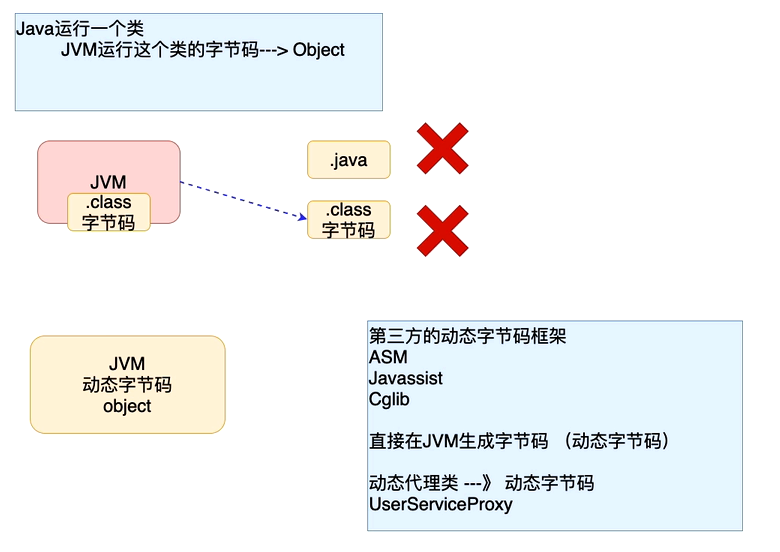 Java运行一个类
JVM运行这个类的字节码---> Object
JVM
.class
字节码
.java
.class
字节码
JVM
动态字节码
object
第三方的动态字节码框架
ASM
Javassist
Cglib
直接在JVM生成字节码 （动态字节码）
动态代理类 ---》 动态字节码
UserServiceProxy